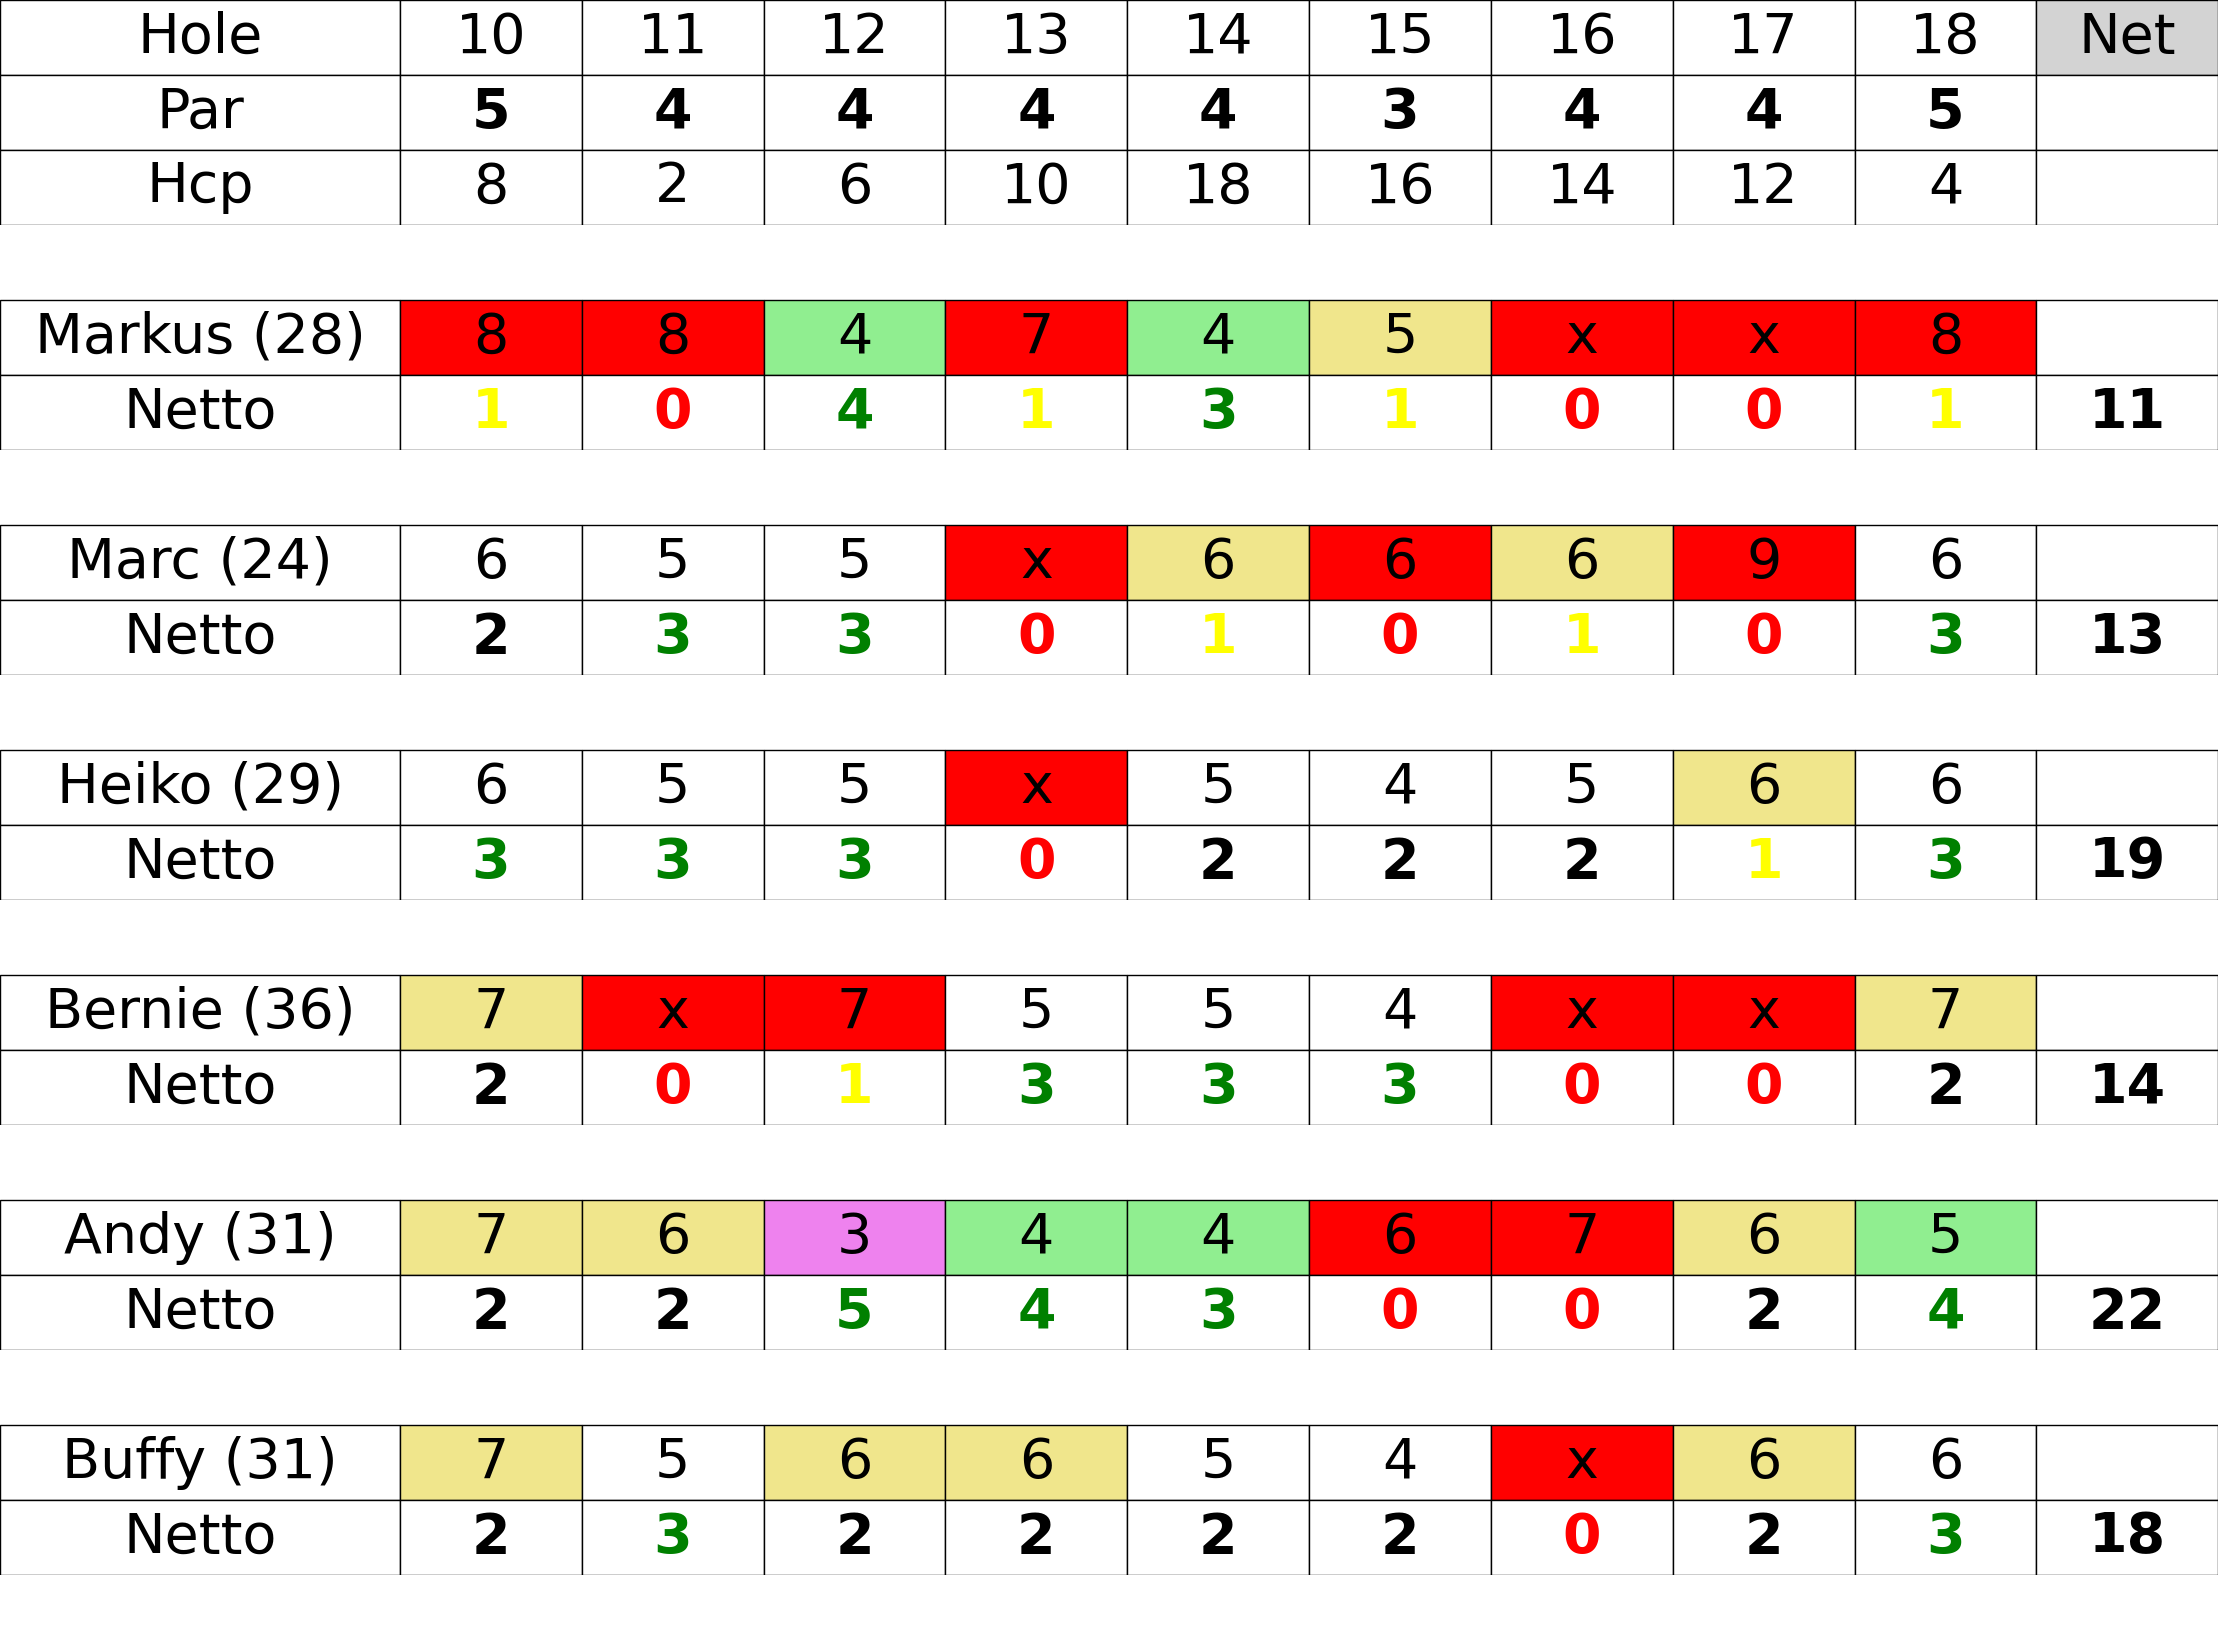 Hole 10 11 12 13 14 15 16 17 18 Net
Par 5 4 4 4 4 3 4 4 5
Hcp 8 2 6 10 18 16 14 12 4
Markus (28) 8 8 4 7 4 5 x x 8
Netto 1 0 4 1 3 1 0 0 1 11
Marc (24) 6 5 5 x 6 6 6 9 6
Netto 2 3 3 0 1 0 1 0 3 13
Heiko (29) 6 5 5 x 5 4 5 6 6
Netto 3 3 3 0 2 2 2 1 3 19
Bernie (36) 7 x 7 5 5 4 x x 7
Netto 2 0 1 3 3 3 0 0 2 14
Andy (31) 7 6 3 4 4 6 7 6 5
Netto 2 2 5 4 3 0 0 2 4 22
Buffy (31) 7 5 6 6 5 4 x 6 6
Netto 2 3 2 2 2 2 0 2 3 18